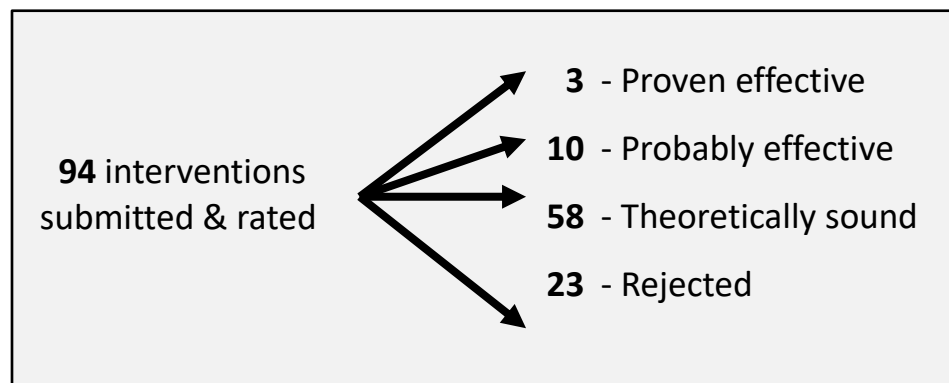 94 interventions
submitted & rated
3 - Proven effective
10 - Probably effective
58 - Theoretically sound
23 - Rejected